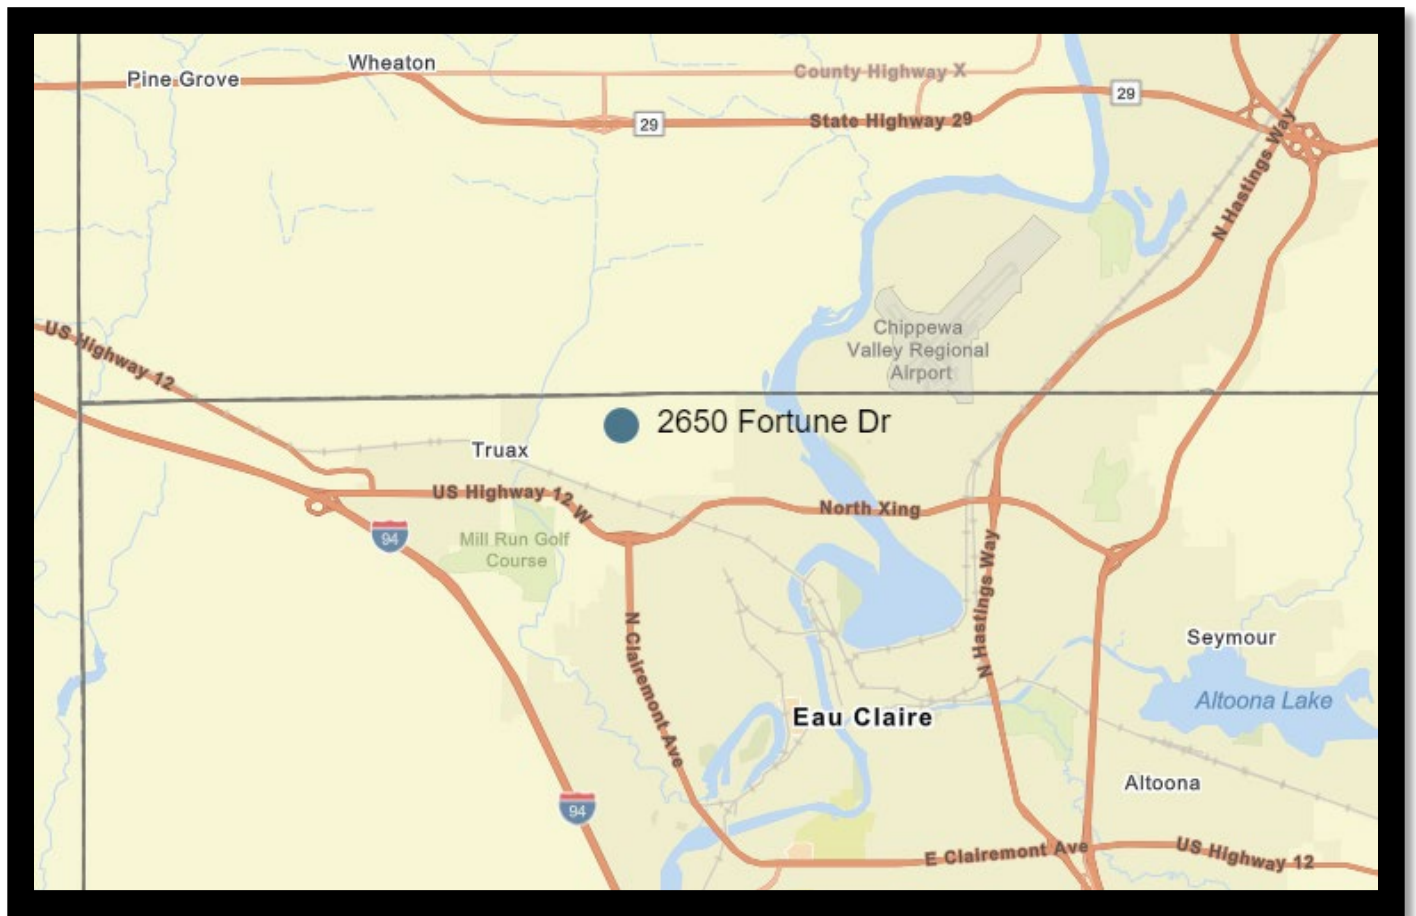 Wheaton
Pine Grove
County Highway X
29
State Highway 29
29
N Hastings Way
US Highway 12
Chippewa
Valley Regional
Airport
2650 Fortune Dr
Truax
US Highway 12 W
North Xing
94
Mill Run Golf
Course
N Hastings Way
N Clairemont Ave
Seymour
Altoona Lake
Eau Claire
Altoona
94
E Clairemont Ave
US Highway 12